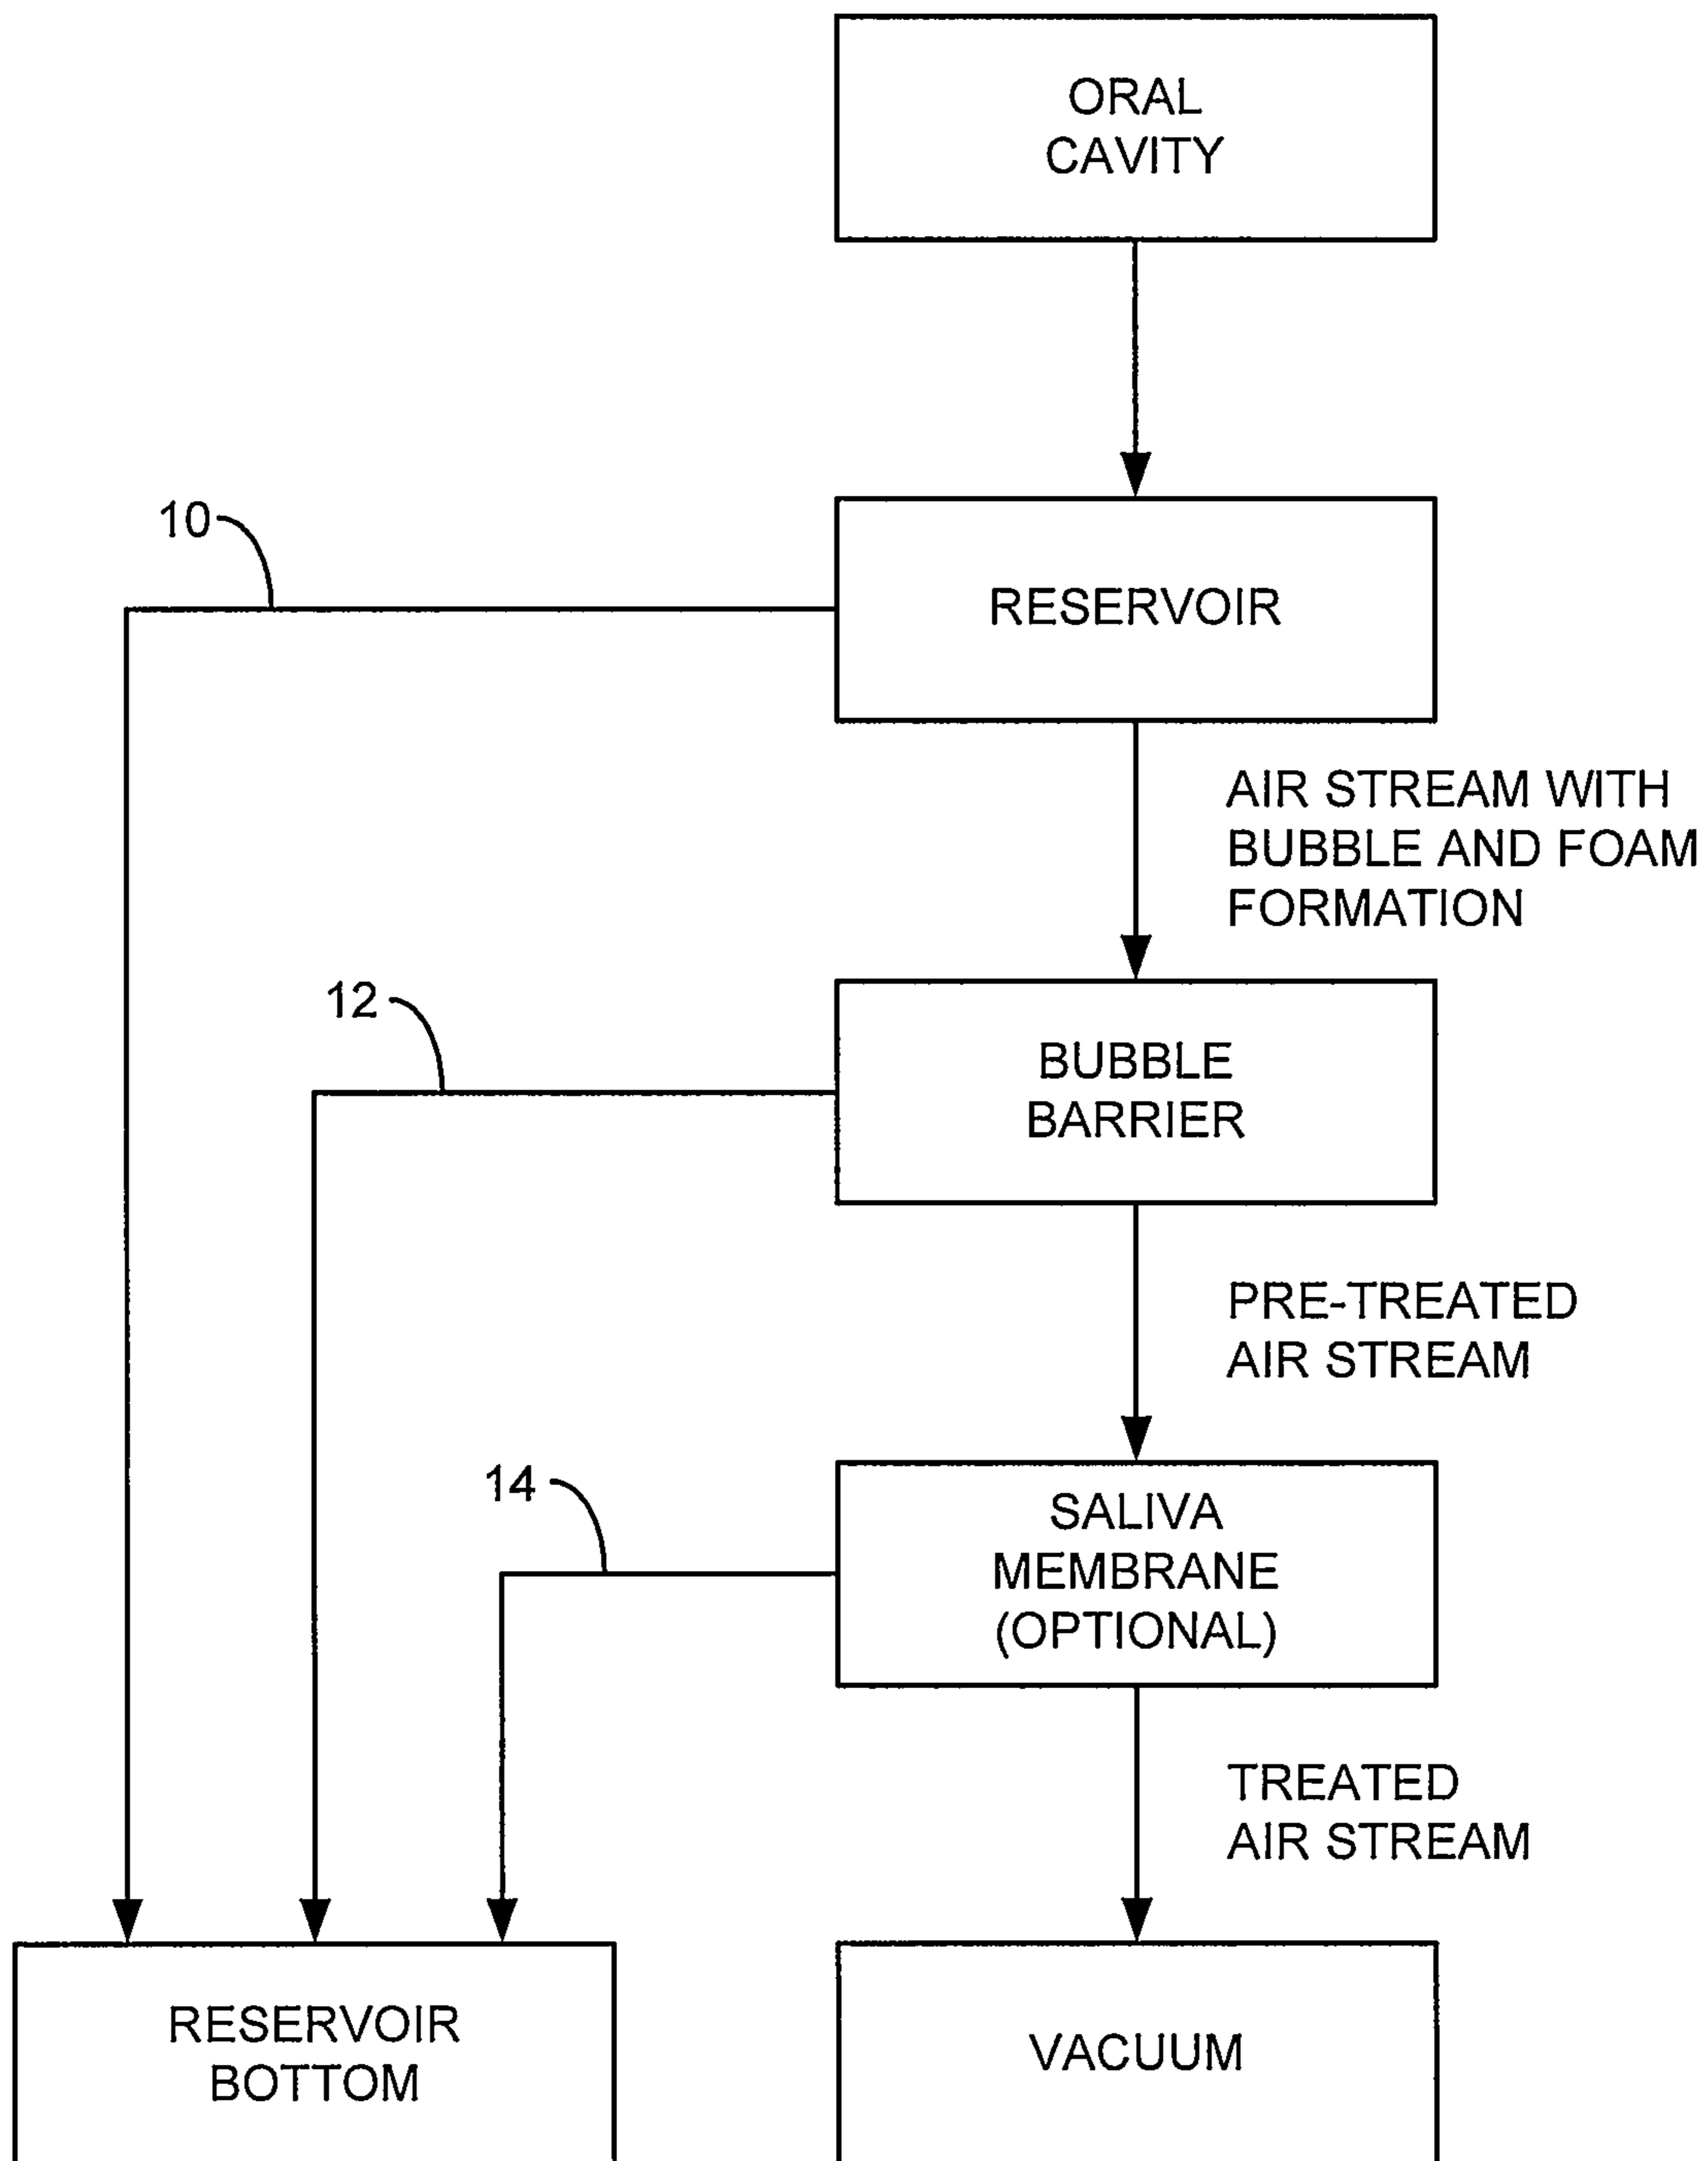 ORAL
CAVITY
10
RESERVOIR
AIR STREAM WITH
BUBBLE AND FOAM
FORMATION
12
BUBBLE
BARRIER
PRE-TREATED
AIR STREAM
14
SALIVA
MEMBRANE
(OPTIONAL)
TREATED
AIR STREAM
RESERVOIR
BOTTOM
VACUUM